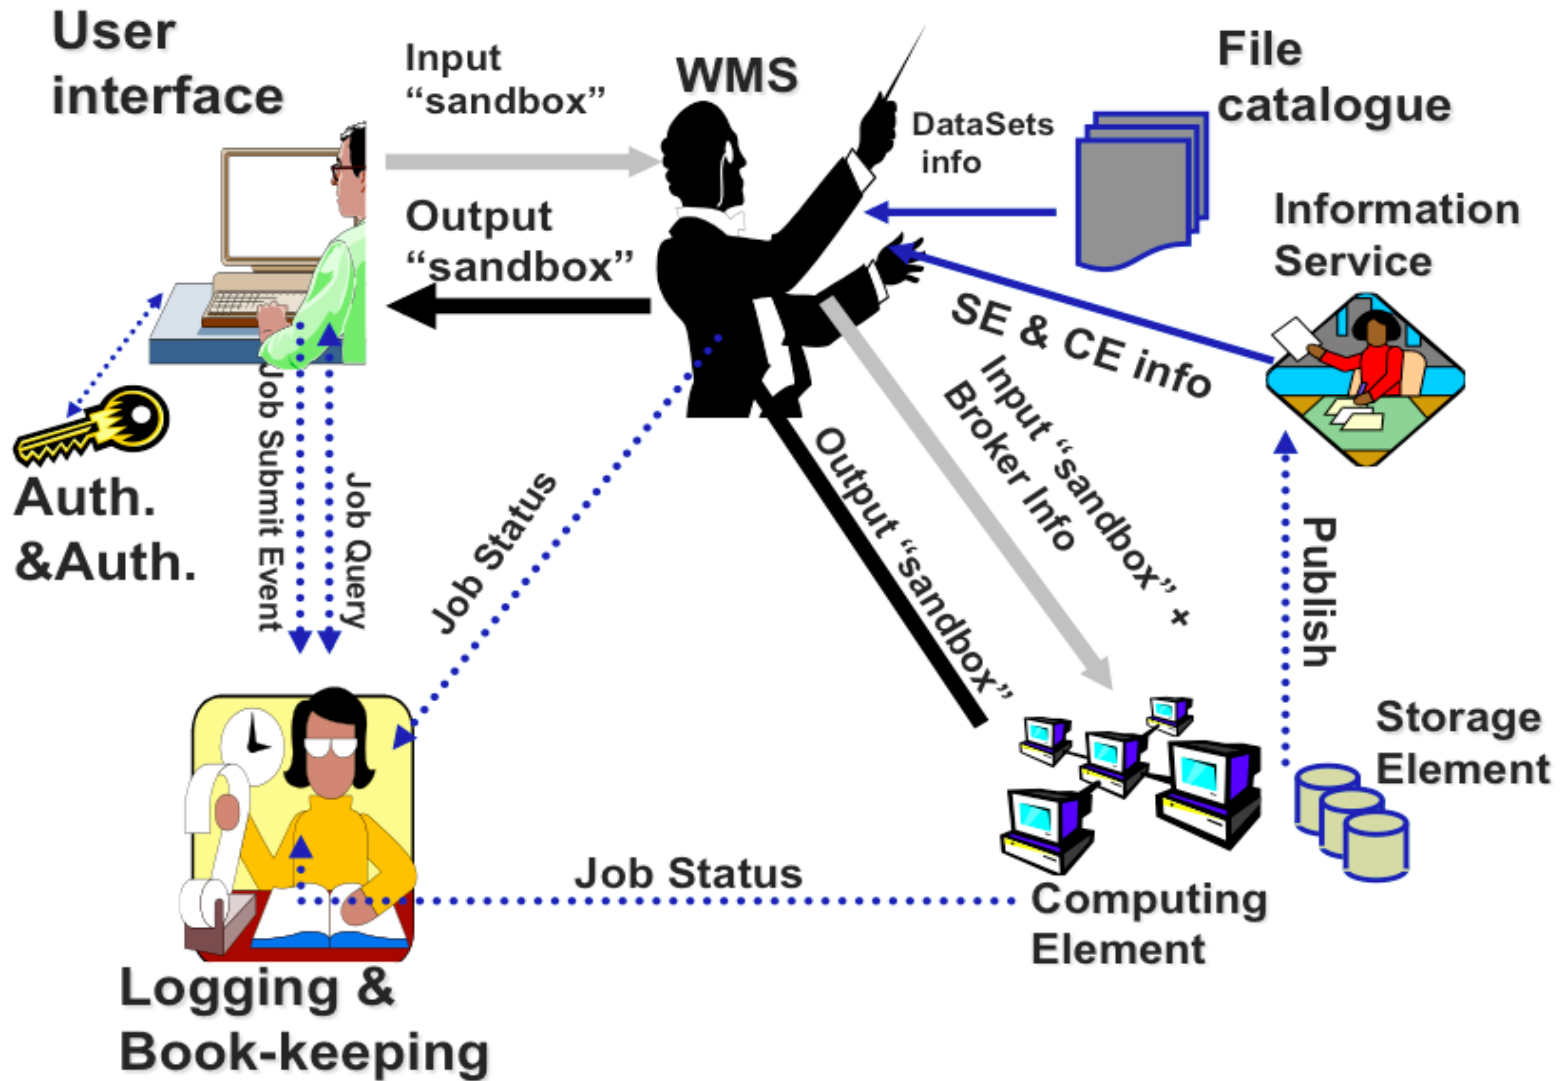 User
interface
Input
“sandbox”
WMS
File
catalogue
DataSets
info
Output
“sandbox”
Information
Service
SE & CE info
Input “sandbox” +
Broker Info
Output “sandbox”
Job Submit Event
Job Query
Auth.
&Auth.
Job Status
Publish
Storage
Element
Job Status
Computing
Element
Logging &
Book-keeping